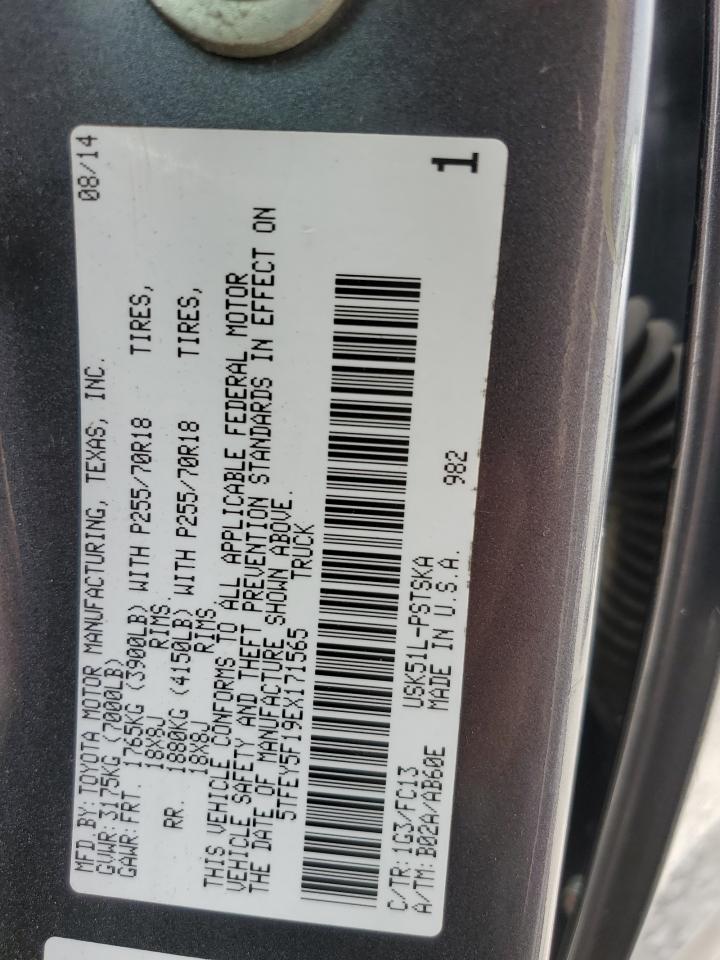 MFD.BY:TOYOTA MOTOR MANUFACTURING, TEXAS, INC. 08/14
GVWR:3175KG (7000LB)
GAWR:FRT. 1765KG (3900LB) WITH P255/70R18 TIRES,
18X8J RIMS
RR. 1880KG (4150LB) WITH P255/70R18 TIRES,
18X8J RIMS
THIS VEHICLE CONFORMS TO ALL APPLICABLE FEDERAL MOTOR
VEHICLE SAFETY AND THEFT PREVENTION STANDARDS IN EFFECT ON
THE DATE OF MANUFACTURE SHOWN ABOVE.
5TFEY5F19EX171565 TRUCK
C/TR:1G3/FC13 USK51L-PSTSKA
A/TM:B02A/AB60E MADE IN U.S.A. 982
1